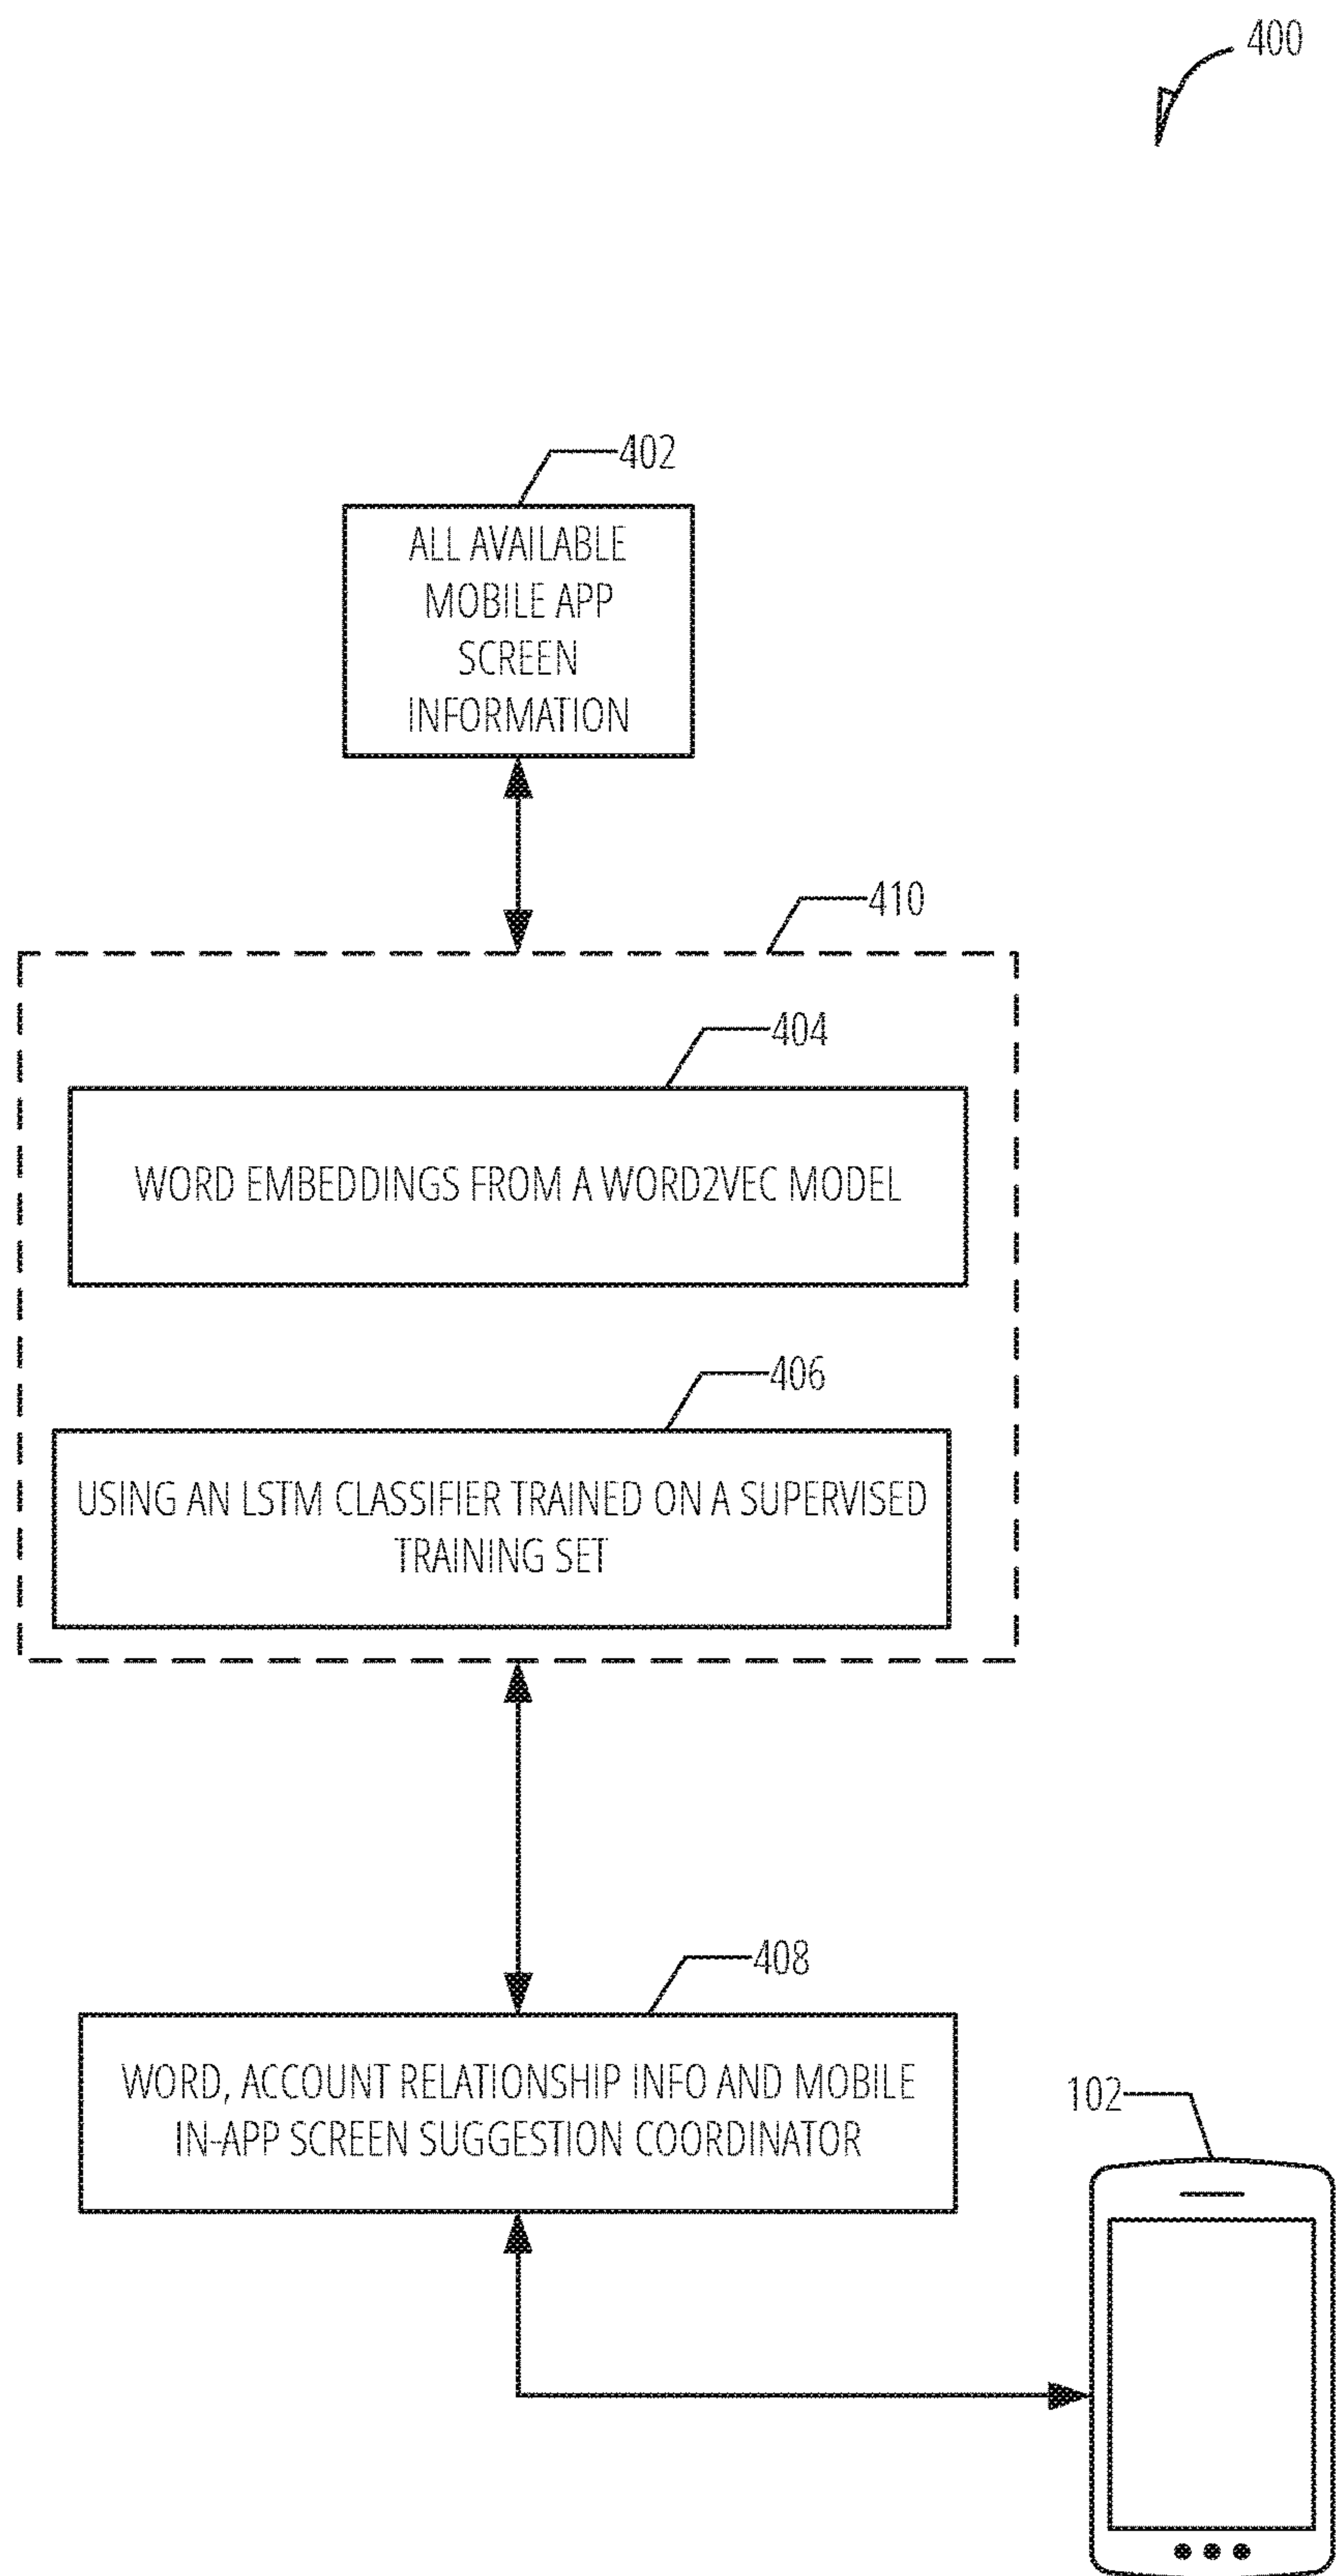 400
402
ALL AVAILABLE
MOBILE APP
SCREEN
INFORMATION
410
404
WORD EMBEDDINGS FROM A WORD2VEC MODEL
406
USING AN LSTM CLASSIFIER TRAINED ON A SUPERVISED
TRAINING SET
408
WORD, ACCOUNT RELATIONSHIP INFO AND MOBILE
IN-APP SCREEN SUGGESTION COORDINATOR
102